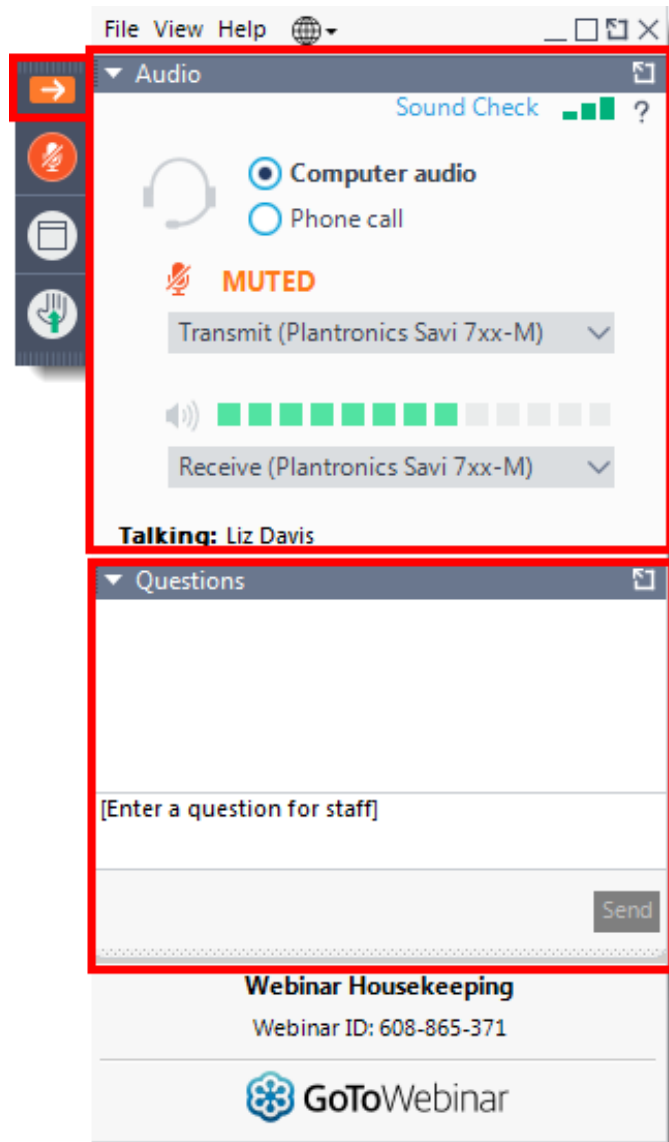 File View Help
Audio
Sound Check ?
Computer audio
Phone call
MUTED
Transmit (Plantronics Savi 7xx-M)
Receive (Plantronics Savi 7xx-M)
Talking: Liz Davis
Questions
[Enter a question for staff]
Send
Webinar Housekeeping
Webinar ID: 608-865-371
GoToWebinar